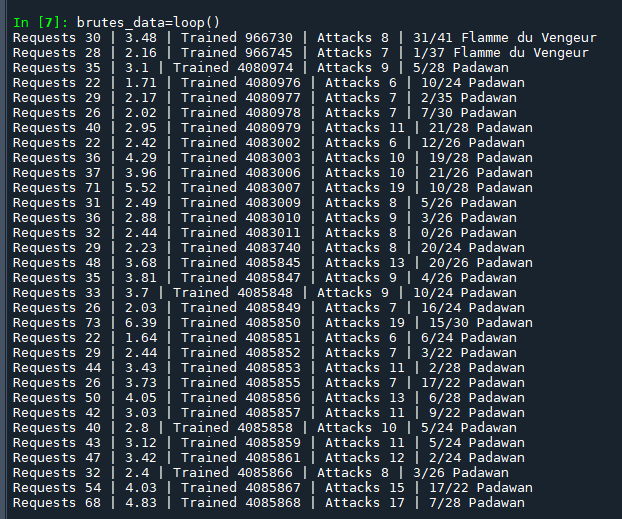 In [7]: brutes_data=loop()
Requests 30 | 3.48 | Trained 966730 | Attacks 8 | 31/41 Flamme du Vengeur
Requests 28 | 2.16 | Trained 966745 | Attacks 7 | 1/37 Flamme du Vengeur
Requests 35 | 3.1 | Trained 4080974 | Attacks 9 | 5/28 Padawan
Requests 22 | 1.71 | Trained 4080976 | Attacks 6 | 10/24 Padawan
Requests 29 | 2.17 | Trained 4080977 | Attacks 7 | 2/35 Padawan
Requests 26 | 2.02 | Trained 4080978 | Attacks 7 | 7/30 Padawan
Requests 40 | 2.95 | Trained 4080979 | Attacks 11 | 21/28 Padawan
Requests 22 | 2.42 | Trained 4083002 | Attacks 6 | 12/26 Padawan
Requests 36 | 4.29 | Trained 4083003 | Attacks 10 | 19/28 Padawan
Requests 37 | 3.96 | Trained 4083006 | Attacks 10 | 21/26 Padawan
Requests 71 | 5.52 | Trained 4083007 | Attacks 19 | 10/28 Padawan
Requests 31 | 2.49 | Trained 4083009 | Attacks 8 | 5/26 Padawan
Requests 36 | 2.88 | Trained 4083010 | Attacks 9 | 3/26 Padawan
Requests 32 | 2.44 | Trained 4083011 | Attacks 8 | 0/26 Padawan
Requests 29 | 2.23 | Trained 4083740 | Attacks 8 | 20/24 Padawan
Requests 48 | 3.68 | Trained 4085845 | Attacks 13 | 20/26 Padawan
Requests 35 | 3.81 | Trained 4085847 | Attacks 9 | 4/26 Padawan
Requests 33 | 3.7 | Trained 4085848 | Attacks 9 | 10/24 Padawan
Requests 26 | 2.03 | Trained 4085849 | Attacks 7 | 16/24 Padawan
Requests 73 | 6.39 | Trained 4085850 | Attacks 19 | 15/30 Padawan
Requests 22 | 1.64 | Trained 4085851 | Attacks 6 | 6/24 Padawan
Requests 29 | 2.44 | Trained 4085852 | Attacks 7 | 3/22 Padawan
Requests 44 | 3.43 | Trained 4085853 | Attacks 11 | 2/28 Padawan
Requests 26 | 3.73 | Trained 4085855 | Attacks 7 | 17/22 Padawan
Requests 50 | 4.05 | Trained 4085856 | Attacks 13 | 6/28 Padawan
Requests 42 | 3.03 | Trained 4085857 | Attacks 11 | 9/22 Padawan
Requests 40 | 2.8 | Trained 4085858 | Attacks 10 | 5/24 Padawan
Requests 43 | 3.12 | Trained 4085859 | Attacks 11 | 5/24 Padawan
Requests 47 | 3.42 | Trained 4085861 | Attacks 12 | 2/24 Padawan
Requests 32 | 2.4 | Trained 4085866 | Attacks 8 | 3/26 Padawan
Requests 54 | 4.03 | Trained 4085867 | Attacks 15 | 17/22 Padawan
Requests 68 | 4.83 | Trained 4085868 | Attacks 17 | 7/28 Padawan